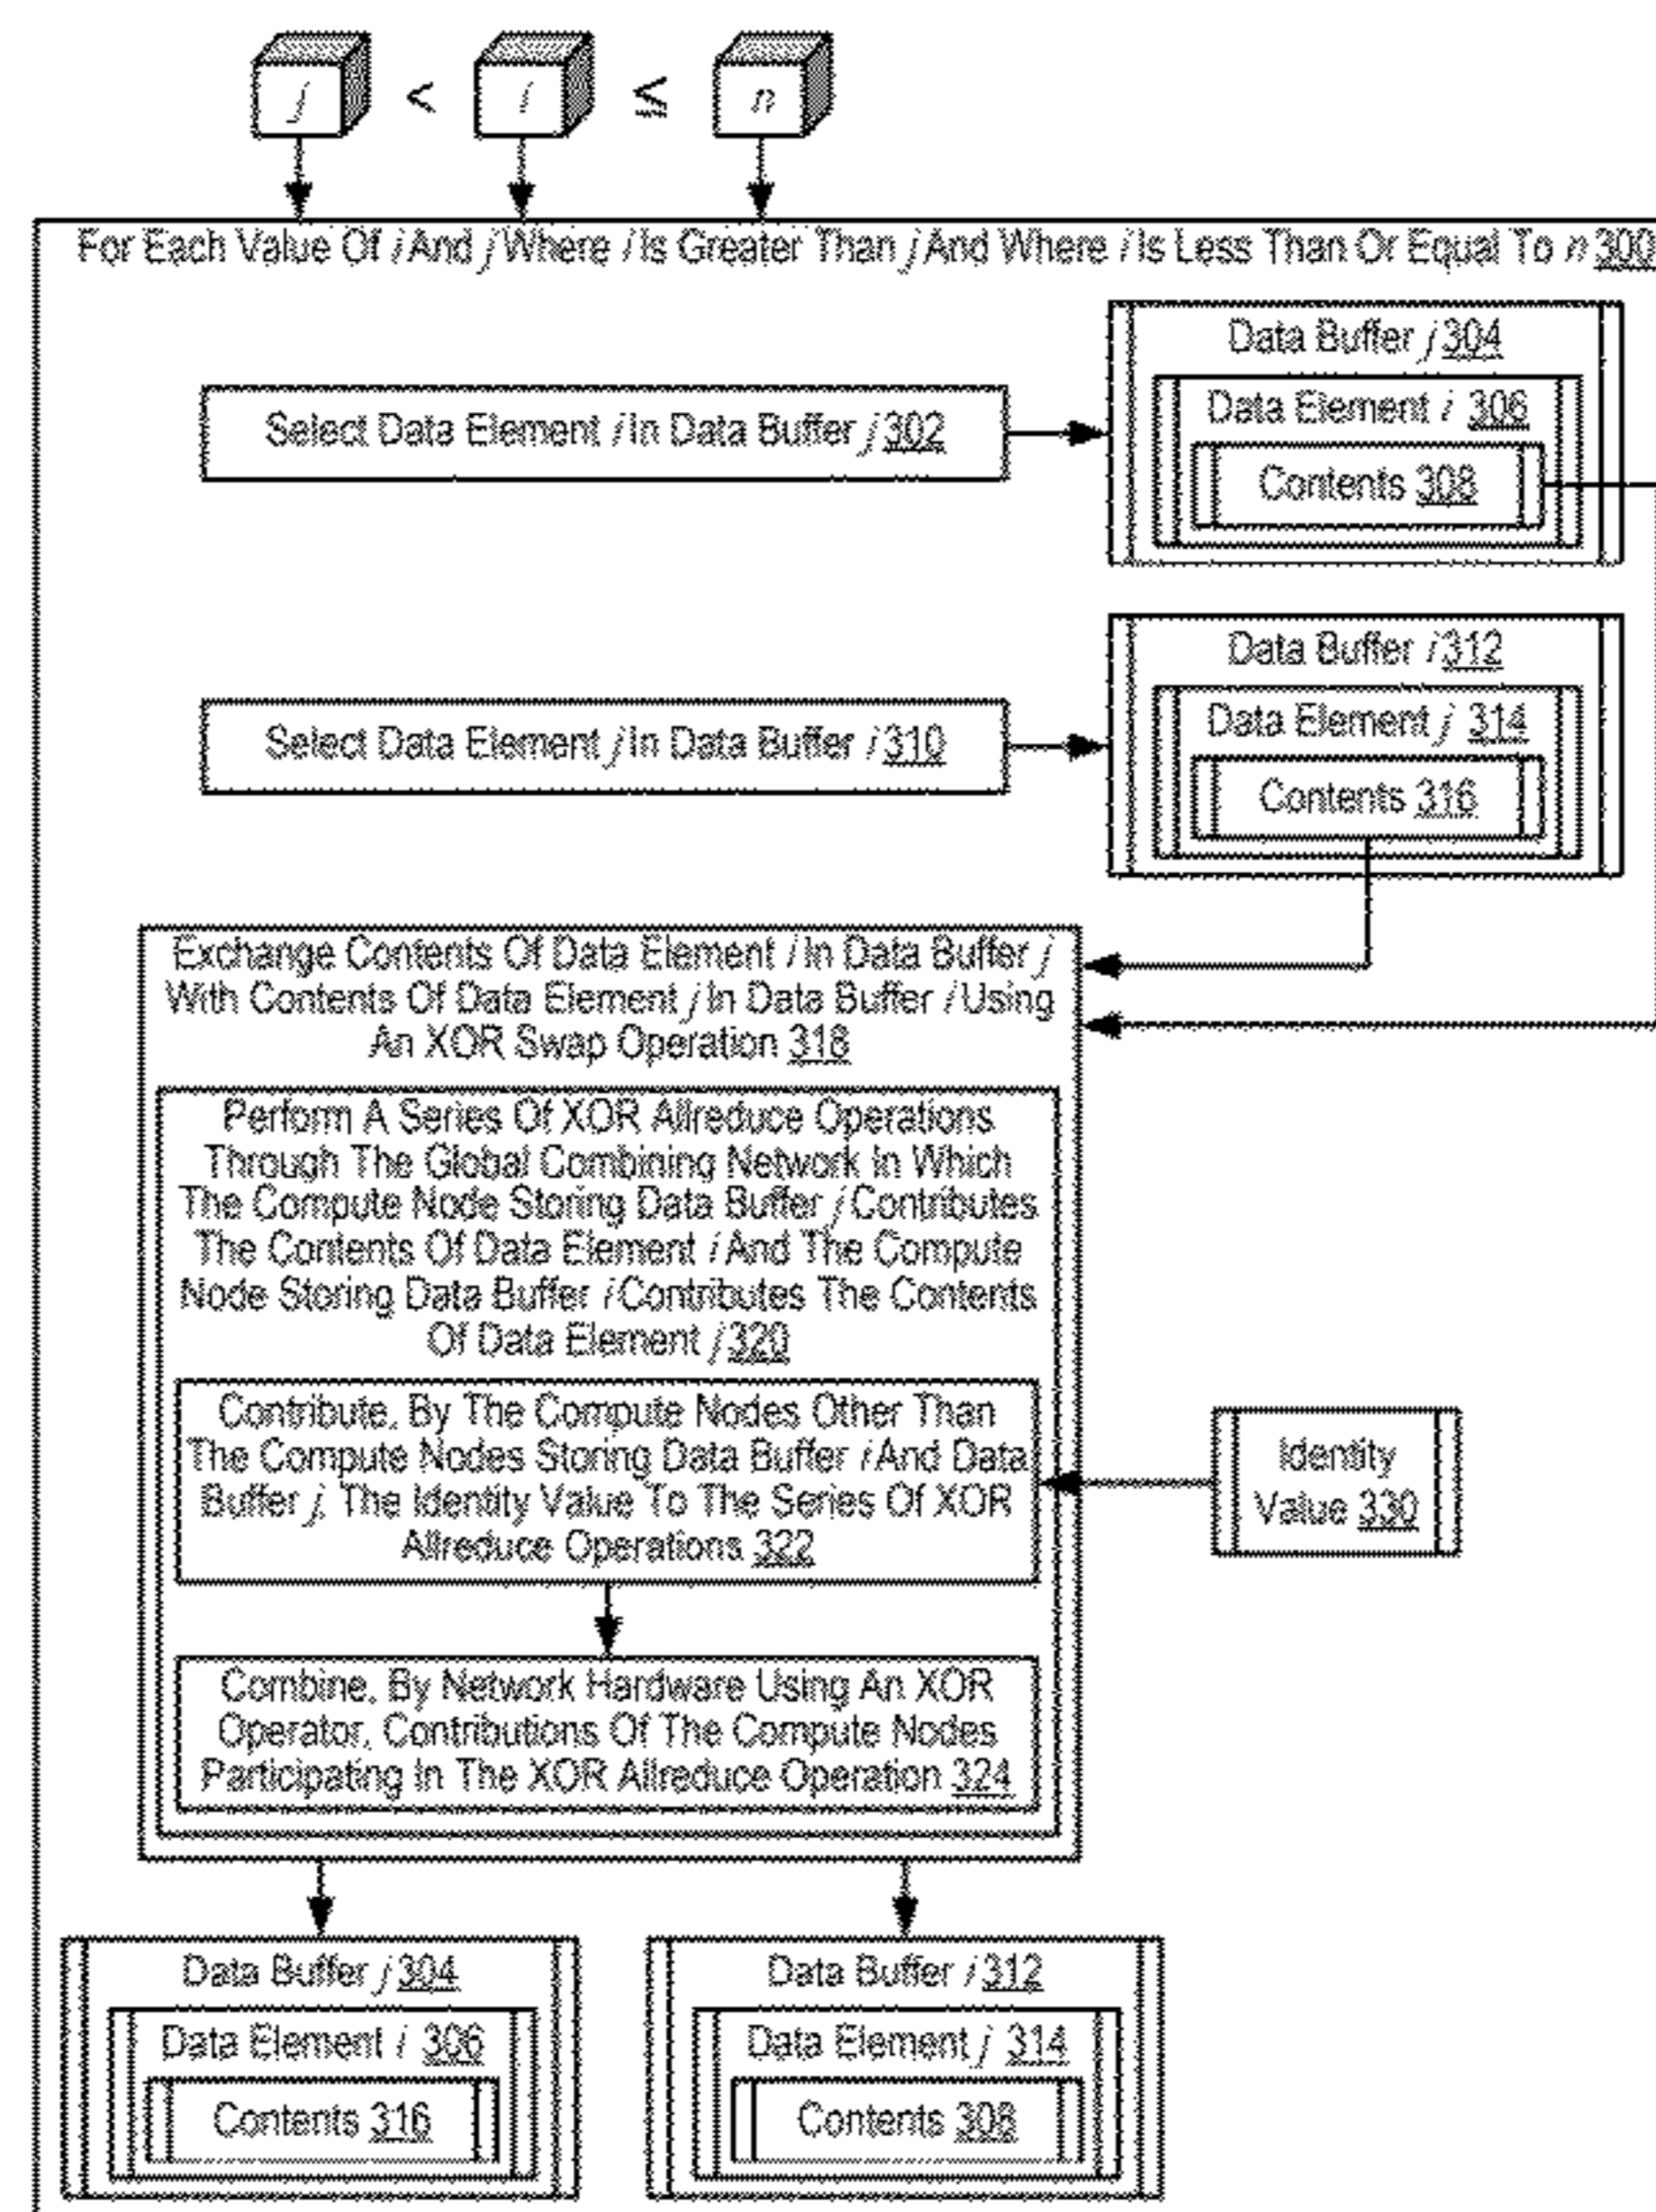 j < i ≦ n
For Each Value Of i And j Where i Is Greater Than j And Where i Is Less Than Or Equal To n 300
Data Buffer j 304
Select Data Element i In Data Buffer j 302
Data Element i 306
Contents 308
Data Buffer i 312
Select Data Element j In Data Buffer i 310
Data Element j 314
Contents 316
Exchange Contents Of Data Element i In Data Buffer j
With Contents Of Data Element j In Data Buffer i Using
An XOR Swap Operation 318
Perform A Series Of XOR Allreduce Operations
Through The Global Combining Network In Which
The Compute Node Storing Data Buffer j Contributes
The Contents Of Data Element i And The Compute
Node Storing Data Buffer i Contributes The Contents
Of Data Element j 320
Contribute, By The Compute Nodes Other Than
The Compute Nodes Storing Data Buffer i And Data
Buffer j, The Identity Value To The Series Of XOR
Allreduce Operations 322
Identity
Value 330
Combine, By Network Hardware Using An XOR
Operator, Contributions Of The Compute Nodes
Participating In The XOR Allreduce Operation 324
Data Buffer j 304
Data Element i 306
Contents 316
Data Buffer i 312
Data Element j 314
Contents 308